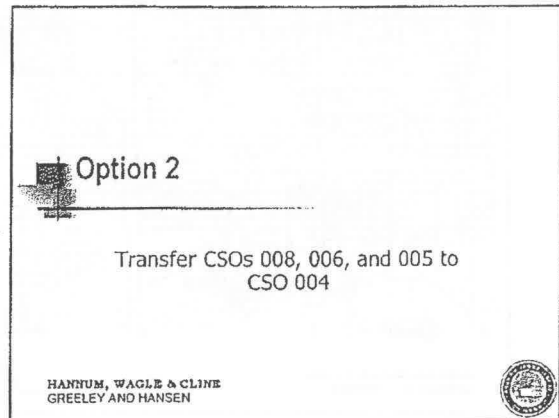 Option 2
Transfer CSOs 008, 006, and 005 to
CSO 004
HANNUM, WAGLE & CLINE
GREELEY AND HANSEN